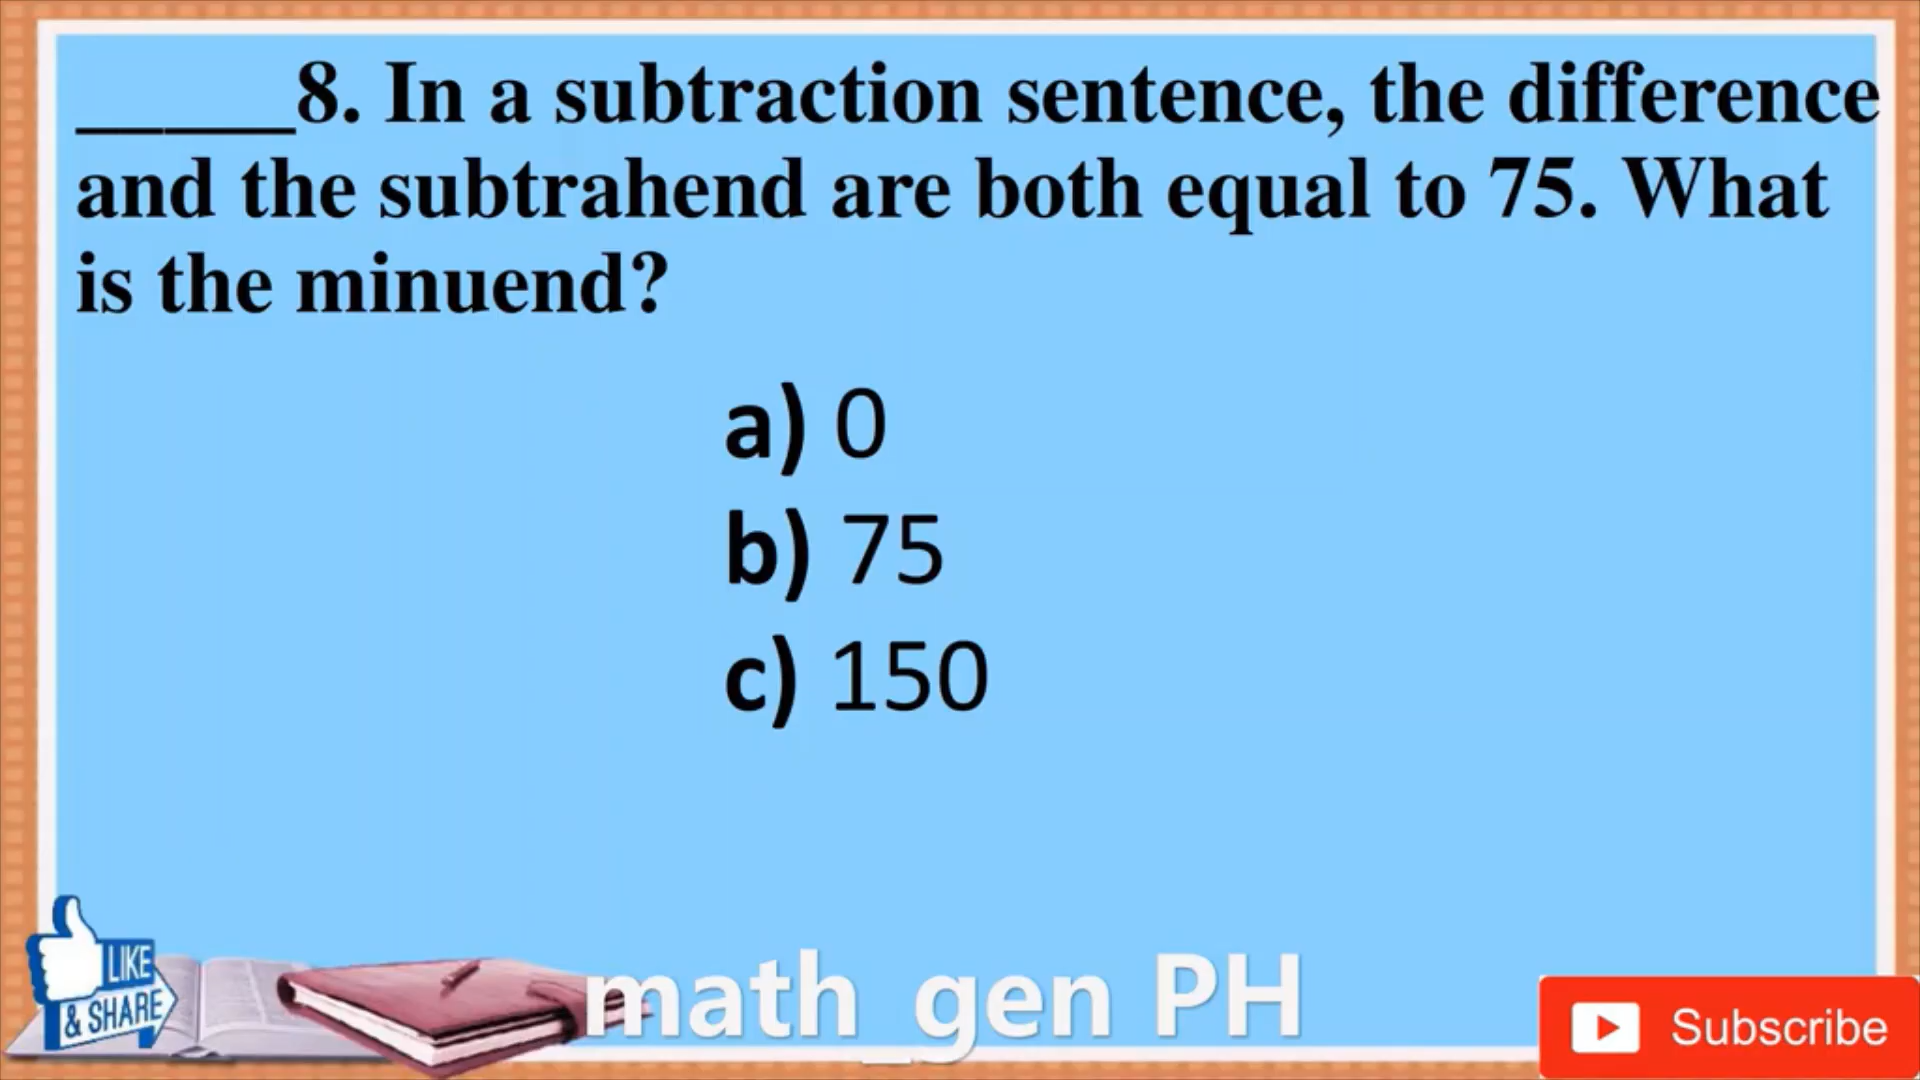 _____8. In a subtraction sentence, the difference
and the subtrahend are both equal to 75. What
is the minuend?
a) 0
b) 75
c) 150
LIKE
& SHARE
math_gen PH
Subscribe